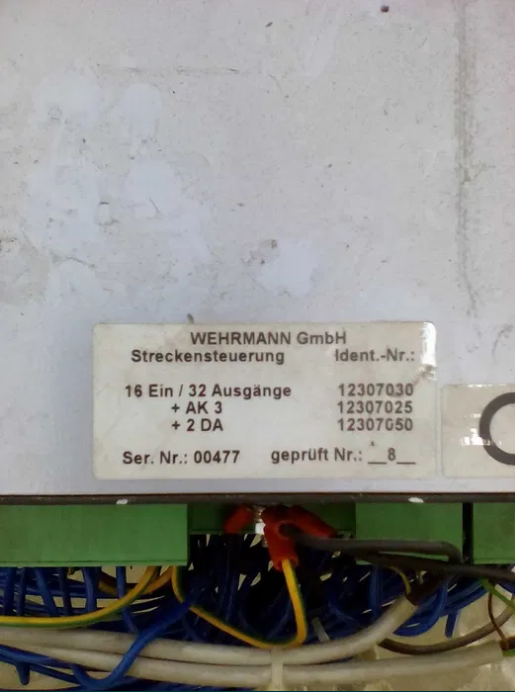 WEHRMANN GmbH
Streckensteuerung Ident.-Nr.:
16 Ein / 32 Ausgänge 12307030
+ AK 3 12307025
+ 2 DA 12307050
Ser. Nr.: 00477 geprüft Nr.: __8__